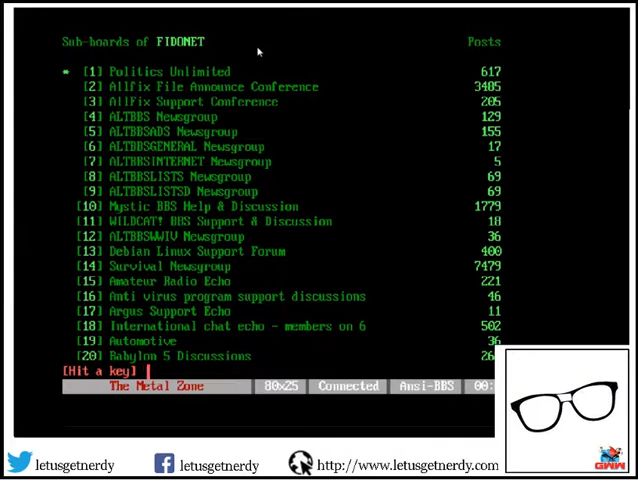 Sub-boards of FIDONET Posts
* [1] Politics Unlimited 617
[2] Allfix File Announce Conference 3405
[3] AllFix Support Conference 205
[4] ALTBBS Newsgroup 129
[5] ALTBBSADS Newsgroup 155
[6] ALTBBSGENERAL Newsgroup 17
[7] ALTBBSINTERNET Newsgroup 5
[8] ALTBBSLISTS Newsgroup 69
[9] ALTBBSLISTSD Newsgroup 69
[10] Mystic BBS Help & Discussion 1779
[11] WILDCAT! BBS Support & Discussion 18
[12] ALTBBSWWIV Newsgroup 36
[13] Debian Linux Support Forum 400
[14] Survival Newsgroup 7479
[15] Amateur Radio Echo 221
[16] Anti virus program support discussions 46
[17] Argus Support Echo 11
[18] International chat echo - members on 6 502
[19] Automotive 36
[20] Babylon 5 Discussions
[Hit a key]
The Metal Zone 80x25 Connected Ansi-BBS 00:
letusgetnerdy letusgetnerdy http://www.letusgetnerdy.com
GWW